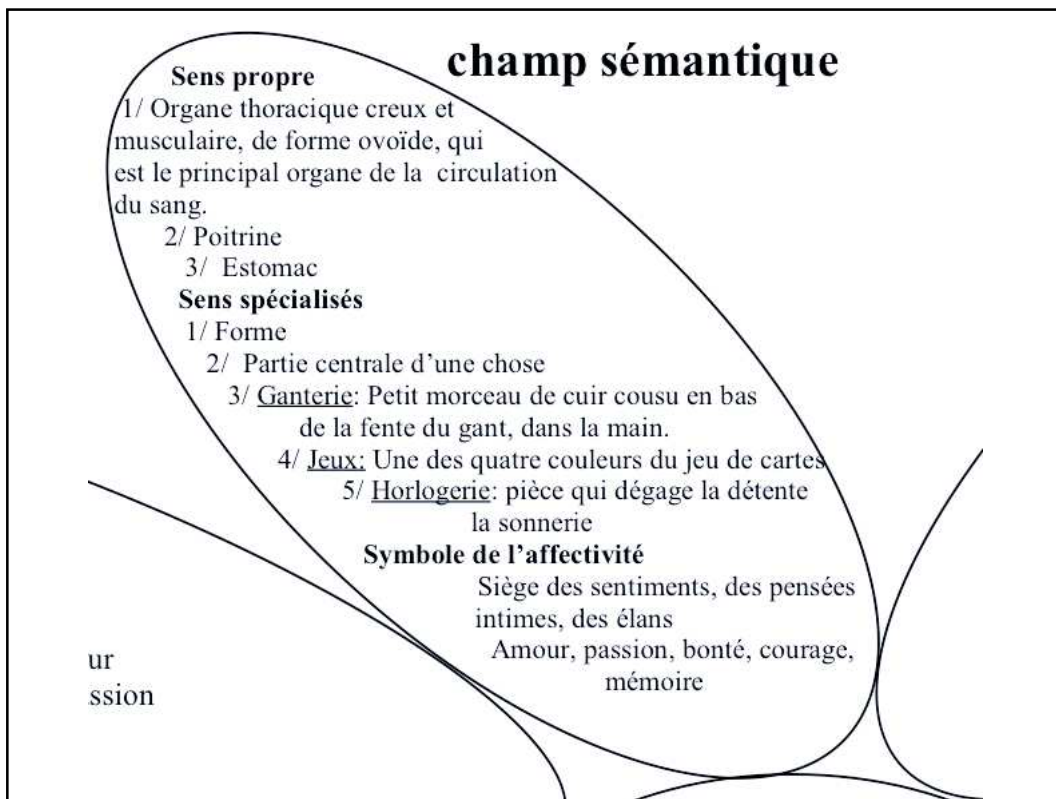 champ sémantique
Sens propre
1/ Organe thoracique creux et
musculaire, de forme ovoïde, qui
est le principal organe de la circulation
du sang.
2/ Poitrine
3/ Estomac
Sens spécialisés
1/ Forme
2/ Partie centrale d’une chose
3/ Ganterie: Petit morceau de cuir cousu en bas
de la fente du gant, dans la main.
4/ Jeux: Une des quatre couleurs du jeu de cartes
5/ Horlogerie: pièce qui dégage la détente
la sonnerie
Symbole de l’affectivité
Siège des sentiments, des pensées
intimes, des élans
Amour, passion, bonté, courage,
mémoire
ur
ssion